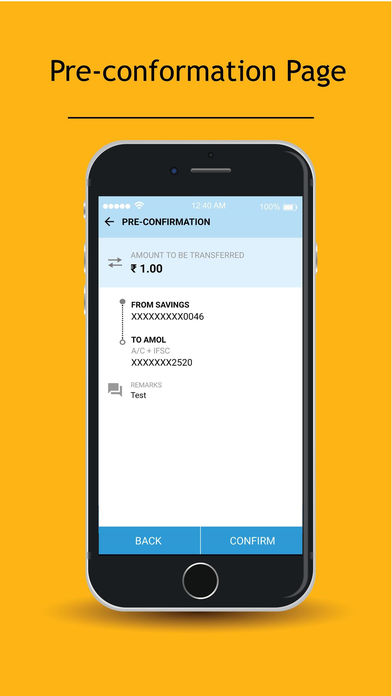 Pre-conformation Page
12:40 AM 100%
PRE-CONFIRMATION
AMOUNT TO BE TRANSFERRED
₹ 1.00
FROM SAVINGS
XXXXXXXXX0046
TO AMOL
A/C + IFSC
XXXXXXX2520
REMARKS
Test
BACK CONFIRM